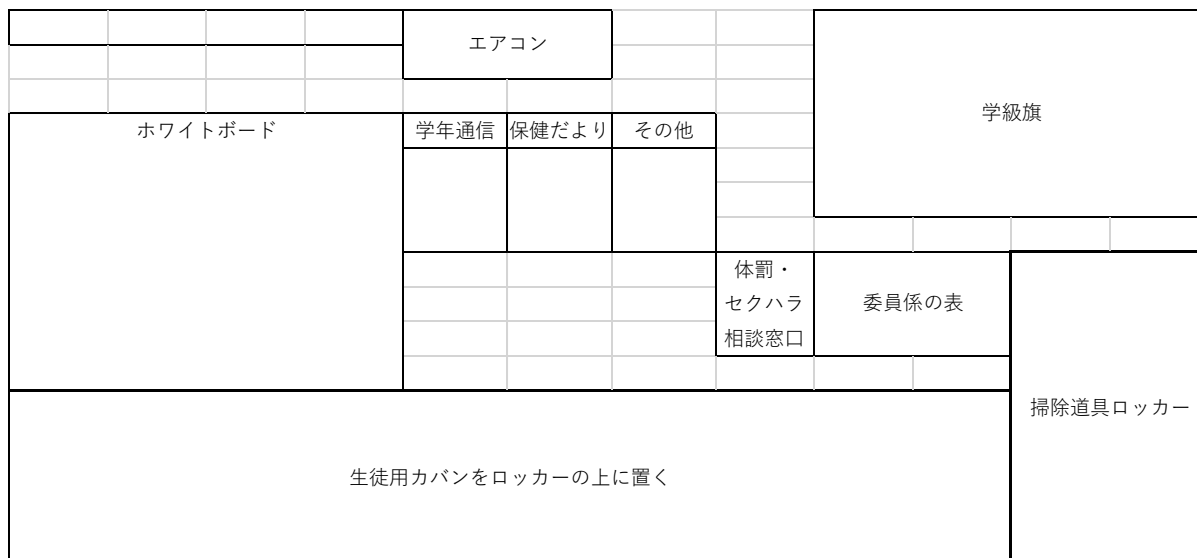 エアコン
学級旗
ホワイトボード
学年通信
保健だより
その他
体罰・
セクハラ
相談窓口
委員係の表
掃除道具ロッカー
生徒用カバンをロッカーの上に置く